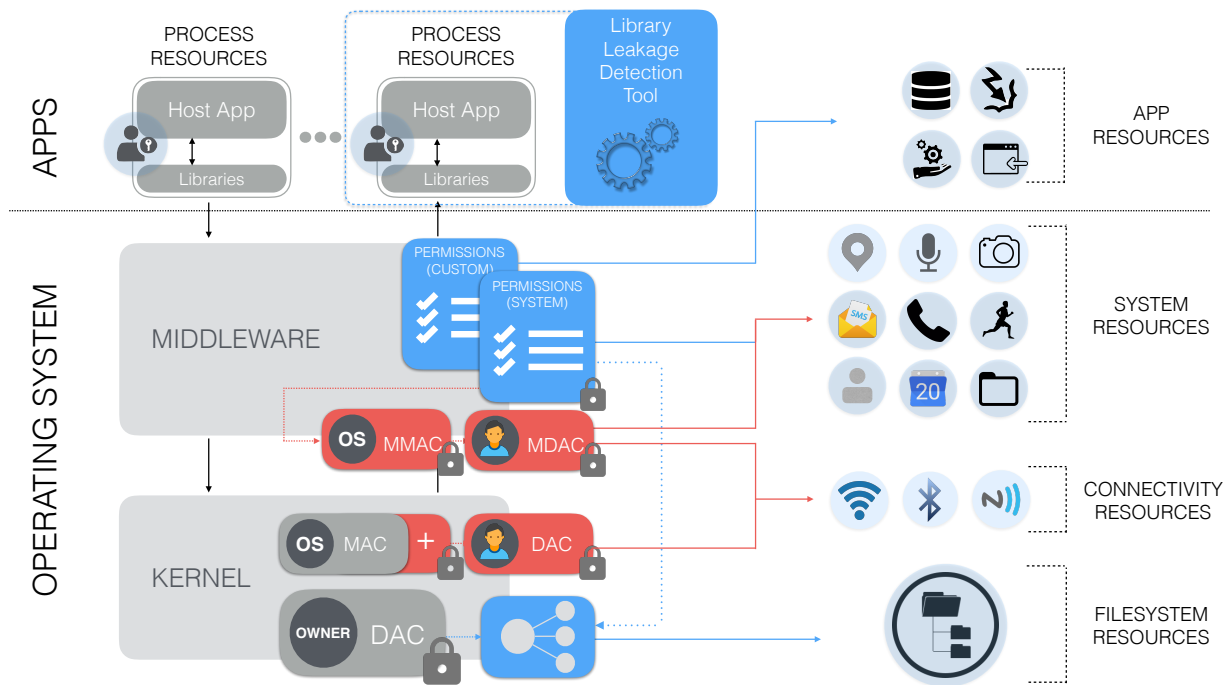 PROCESS
RESOURCES
Host App
Libraries
PROCESS
RESOURCES
Host App
Libraries
Library
Leakage
Detection
Tool
APP
RESOURCES
APPS
OPERATING SYSTEM
MIDDLEWARE
PERMISSIONS
(CUSTOM)
PERMISSIONS
(SYSTEM)
SMS
20
SYSTEM
RESOURCES
OS
MMAC
MDAC
CONNECTIVITY
RESOURCES
KERNEL
OS
MAC
+
DAC
OWNER
DAC
FILESYSTEM
RESOURCES